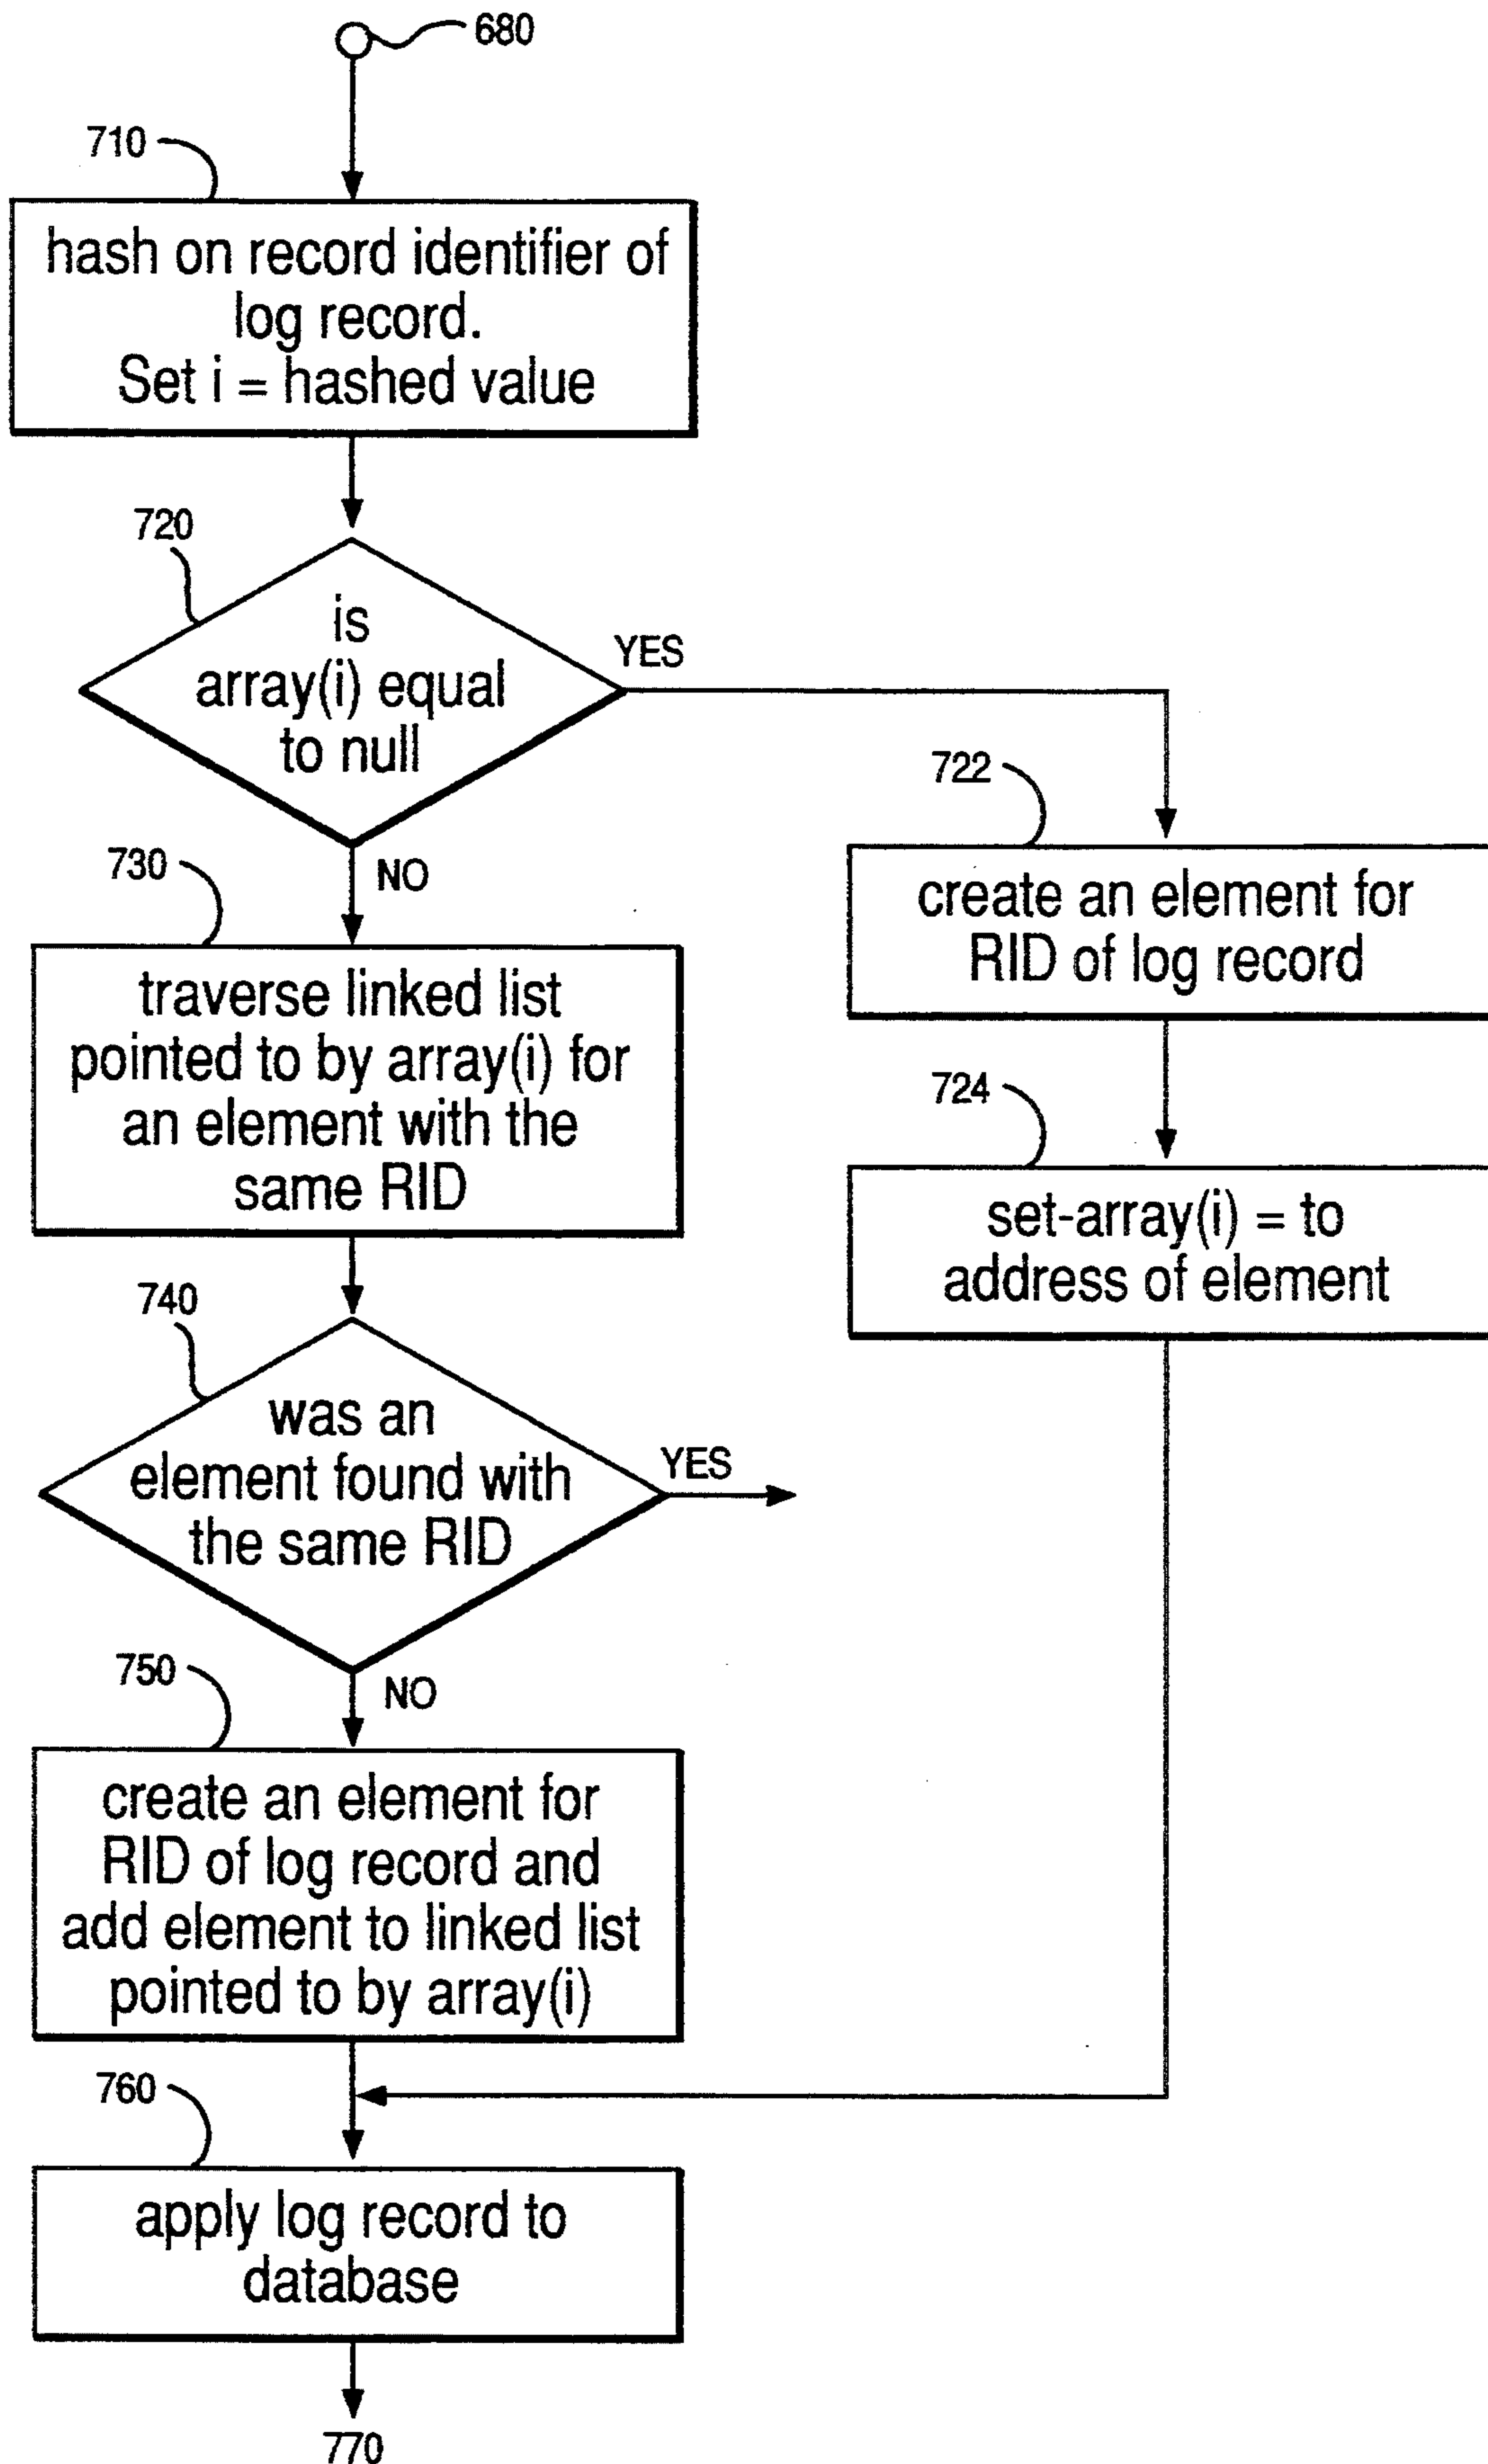 680
710
hash on record identifier of
log record.
Set i = hashed value
720
is
array(i) equal
to null
YES
NO
722
create an element for
RID of log record
724
set-array(i) = to
address of element
730
traverse linked list
pointed to by array(i) for
an element with the
same RID
740
was an
element found with
the same RID
YES
NO
750
create an element for
RID of log record and
add element to linked list
pointed to by array(i)
760
apply log record to
database
770